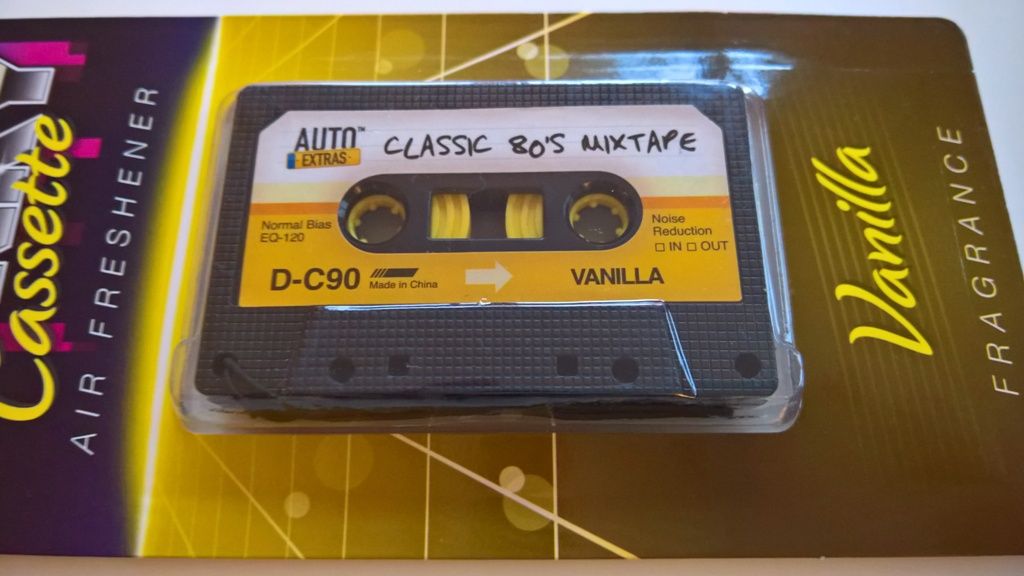 Cassette
AIR FRESHENER
AUTO™
EXTRAS
CLASSIC 80'S MIXTAPE
Normal Bias
EQ-120
Noise
Reduction
□ IN □ OUT
D-C90
Made in China
VANILLA
Vanilla
FRAGRANCE